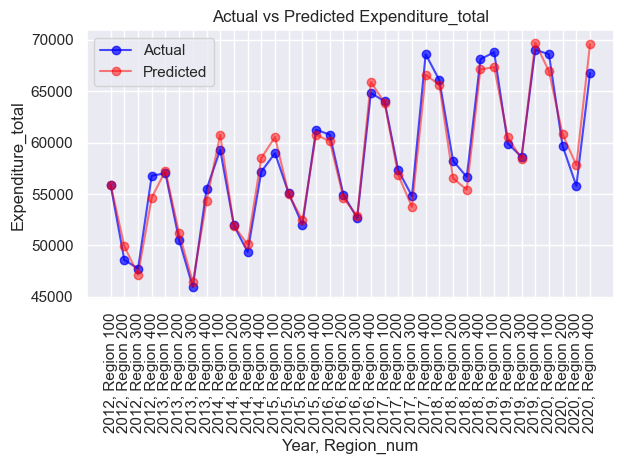 Actual vs Predicted Expenditure_total
Actual
Predicted
Expenditure_total
70000
65000
60000
55000
50000
45000
2012, Region 100
2012, Region 200
2012, Region 300
2012, Region 400
2013, Region 100
2013, Region 200
2013, Region 300
2013, Region 400
2014, Region 100
2014, Region 200
2014, Region 300
2014, Region 400
2015, Region 100
2015, Region 200
2015, Region 300
2015, Region 400
2016, Region 100
2016, Region 200
2016, Region 300
2016, Region 400
2017, Region 100
2017, Region 200
2017, Region 300
2017, Region 400
2018, Region 100
2018, Region 200
2018, Region 300
2018, Region 400
2019, Region 100
2019, Region 200
2019, Region 300
2019, Region 400
2020, Region 100
2020, Region 200
2020, Region 300
2020, Region 400
Year, Region_num